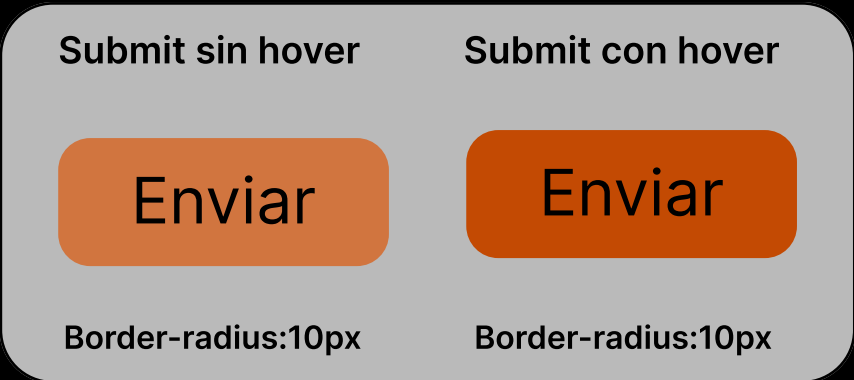 Submit sin hover
Submit con hover
Enviar
Enviar
Border-radius:10px
Border-radius:10px